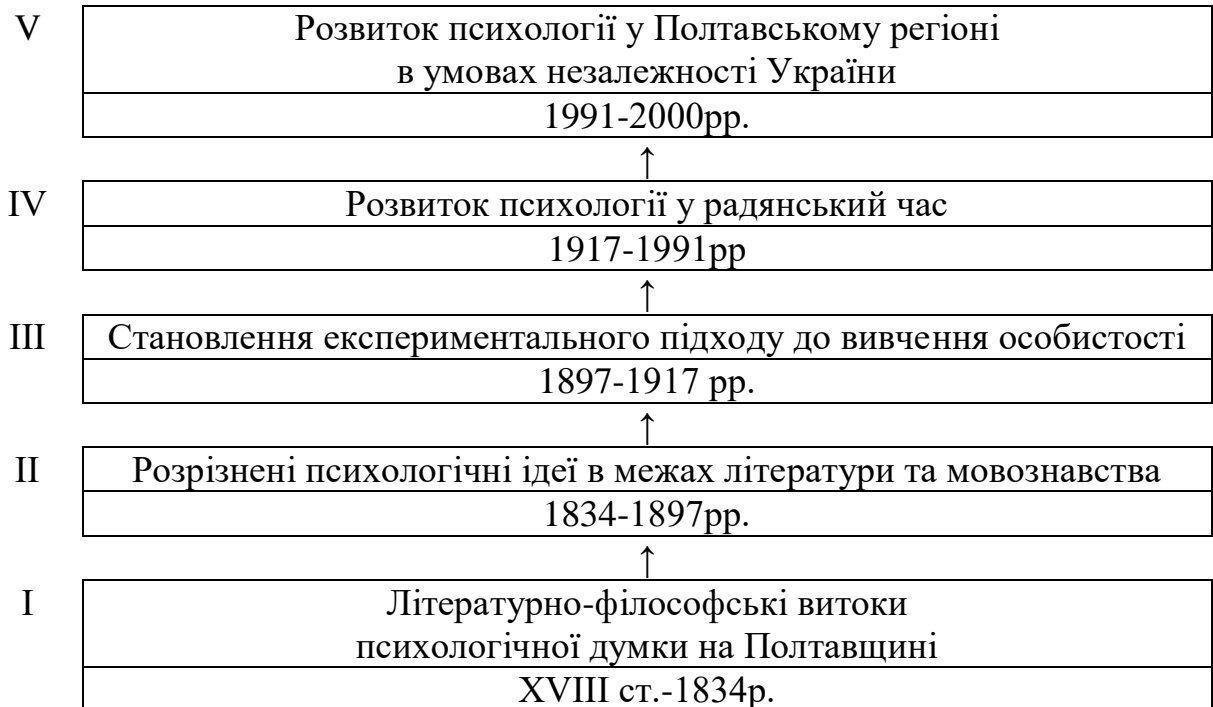 V
Розвиток психології у Полтавському регіоні
в умовах незалежності України
1991-2000рр.
↑
IV
Розвиток психології у радянський час
1917-1991рр
↑
III
Становлення експериментального підходу до вивчення особистості
1897-1917 рр.
↑
II
Розрізнені психологічні ідеї в межах літератури та мовознавства
1834-1897рр.
↑
I
Літературно-філософські витоки
психологічної думки на Полтавщині
XVIII ст.-1834р.